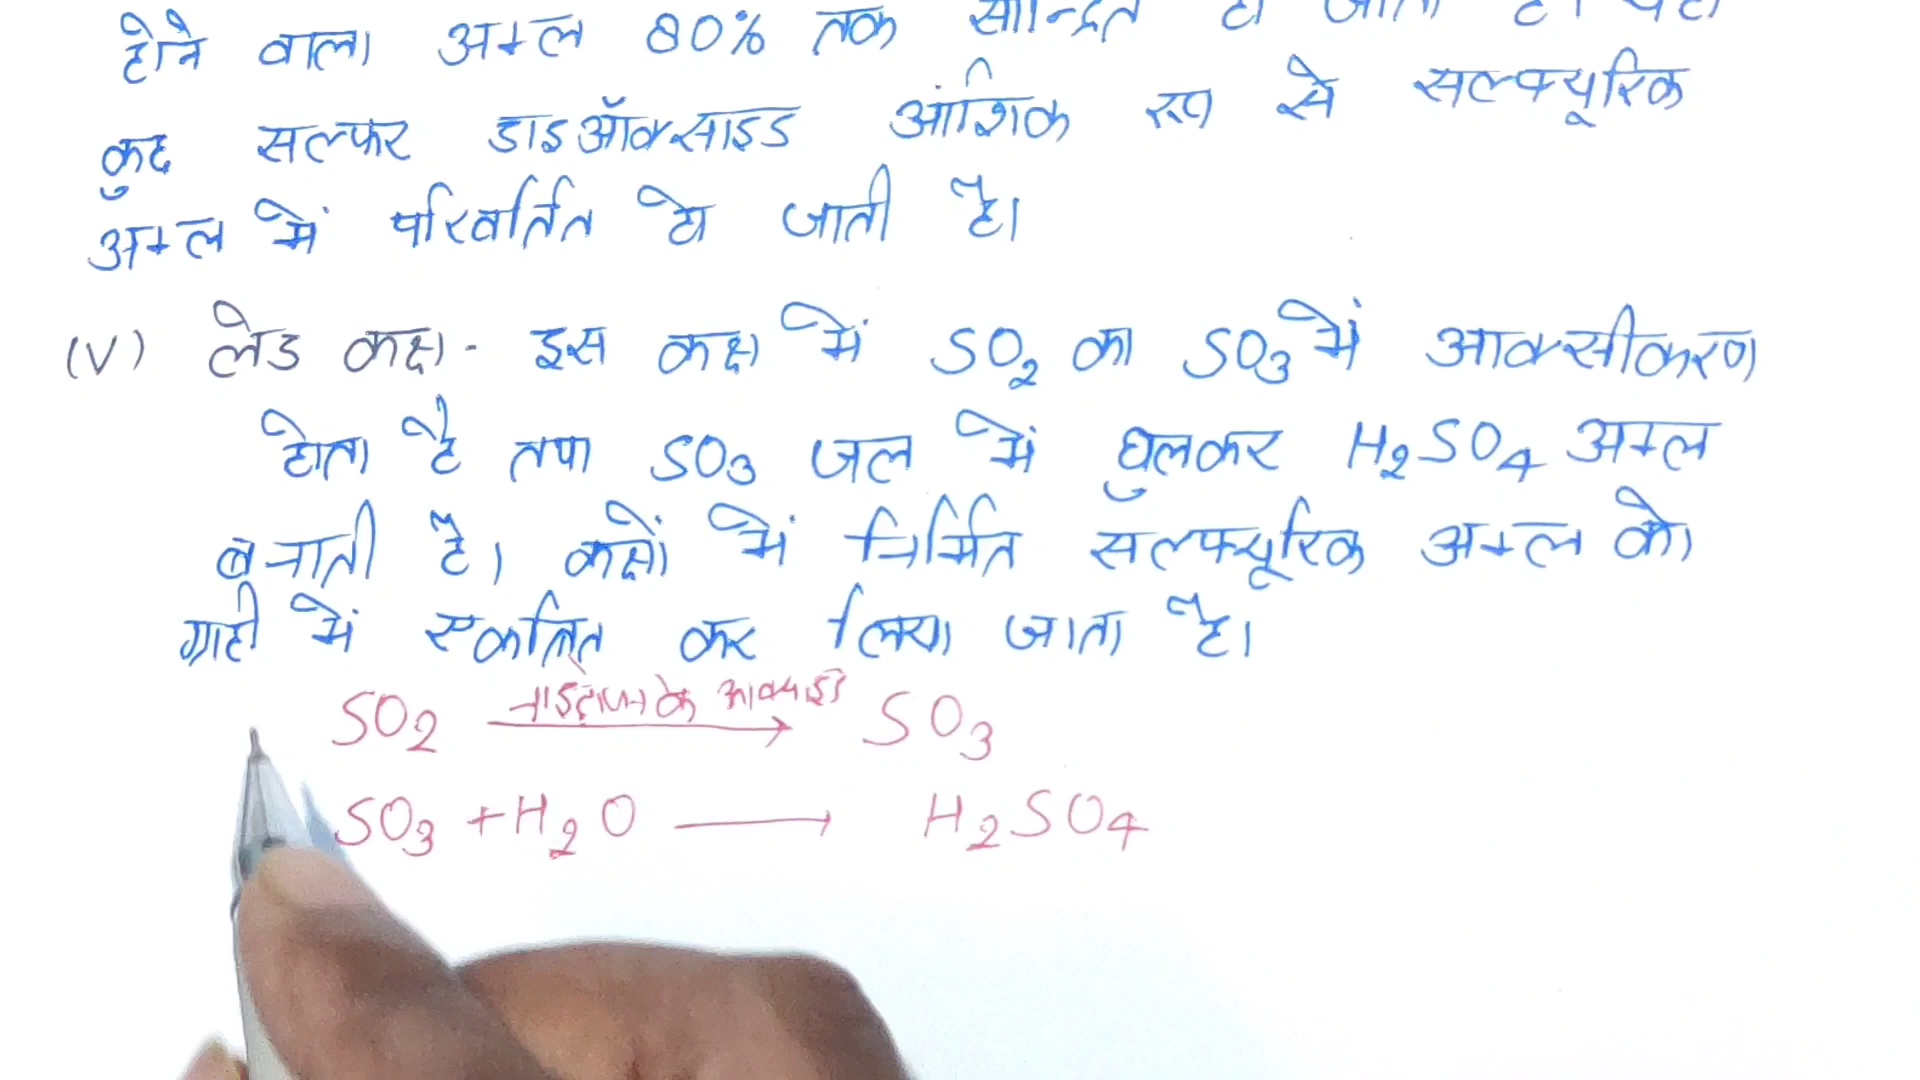 होने वाला अम्ल 80% तक सान्द्रित हो जाता है। यहाँ
कुछ सल्फर डाइऑक्साइड आंशिक रूप से सल्फ्यूरिक
अम्ल में परिवर्तित हो जाती है।
(V) लेड कक्ष - इस कक्ष में SO₂ का SO₃ में आक्सीकरण
होता है तथा SO₃ जल में घुलकर H₂SO₄ अम्ल
बनाती है। कक्षों में निर्मित सल्फ्यूरिक अम्ल को
ग्राही में एकत्रित कर लिया जाता है।
SO₂ नाइट्रोजन के आक्साइड → SO₃
SO₃ + H₂O → H₂SO₄